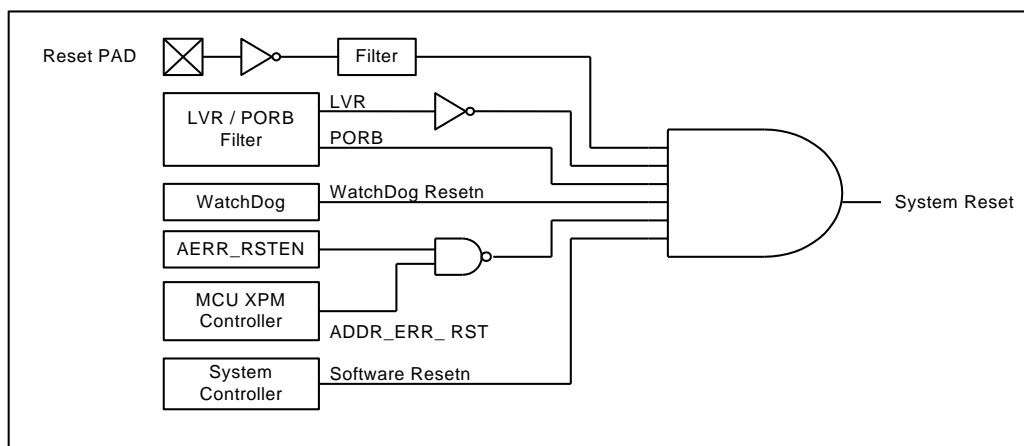 Reset PAD
Filter
LVR / PORB
Filter
LVR
PORB
WatchDog
WatchDog Resetn
System Reset
AERR_RSTEN
MCU XPM
Controller
ADDR_ERR_ RST
System
Controller
Software Resetn